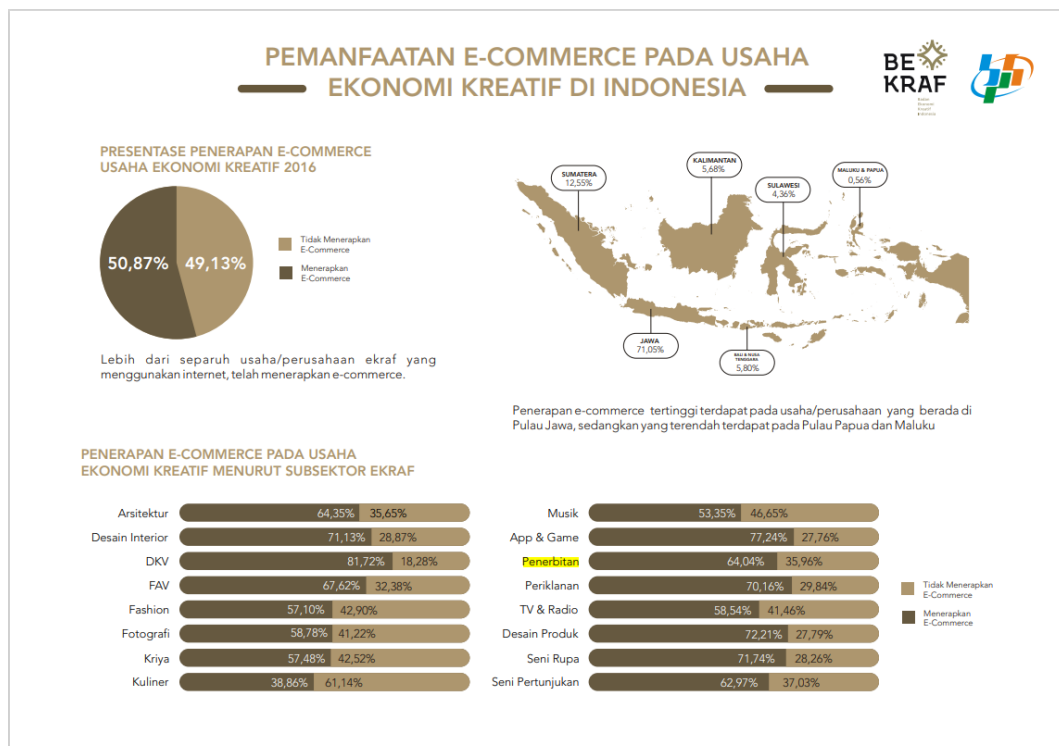 PEMANFAATAN E-COMMERCE PADA USAHA
EKONOMI KREATIF DI INDONESIA
BE
KRAF
PRESENTASE PENERAPAN E-COMMERCE
USAHA EKONOMI KREATIF 2016
50,87%
49,13%
Tidak Menerapkan
E-Commerce
Menerapkan
E-Commerce
Lebih dari separuh usaha/perusahaan ekraf yang
menggunakan internet, telah menerapkan e-commerce.
SUMATERA
12,55%
KALIMANTAN
5,68%
SULAWESI
4,36%
MALUKU & PAPUA
0,56%
JAWA
71,05%
BALI & NUSA
TENGGARA
5,80%
Penerapan e-commerce tertinggi terdapat pada usaha/perusahaan yang berada di
Pulau Jawa, sedangkan yang terendah terdapat pada Pulau Papua dan Maluku
PENERAPAN E-COMMERCE PADA USAHA
EKONOMI KREATIF MENURUT SUBSEKTOR EKRAF
Arsitektur 64,35% 35,65%
Desain Interior 71,13% 28,87%
DKV 81,72% 18,28%
FAV 67,62% 32,38%
Fashion 57,10% 42,90%
Fotografi 58,78% 41,22%
Kriya 57,48% 42,52%
Kuliner 38,86% 61,14%
Musik 53,35% 46,65%
App & Game 77,24% 27,76%
Penerbitan 64,04% 35,96%
Periklanan 70,16% 29,84%
TV & Radio 58,54% 41,46%
Desain Produk 72,21% 27,79%
Seni Rupa 71,74% 28,26%
Seni Pertunjukan 62,97% 37,03%
Tidak Menerapkan
E-Commerce
Menerapkan
E-Commerce